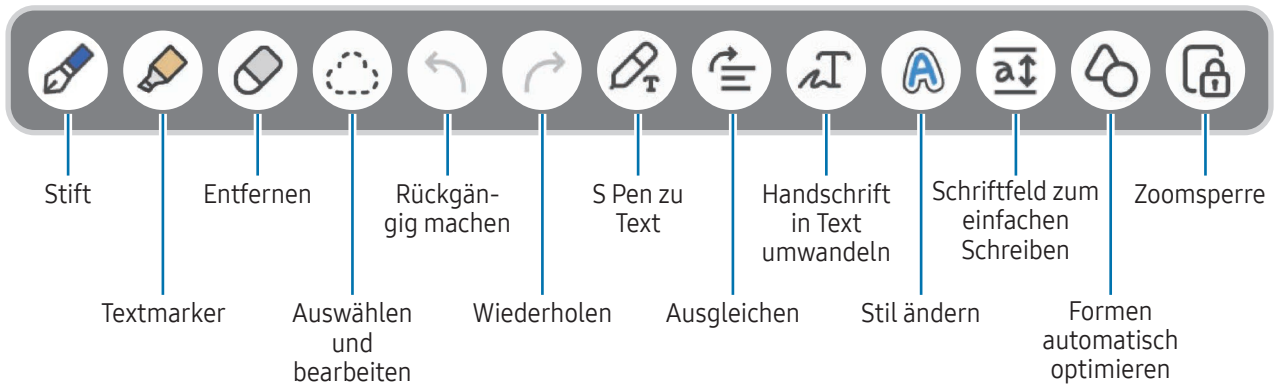 Stift
Entfernen
Rückgän-
gig machen
S Pen zu
Text
Handschrift
in Text
umwandeln
Schriftfeld zum
einfachen
Schreiben
Zoomsperre
Textmarker
Auswählen
und
bearbeiten
Wiederholen
Ausgleichen
Stil ändern
Formen
automatisch
optimieren